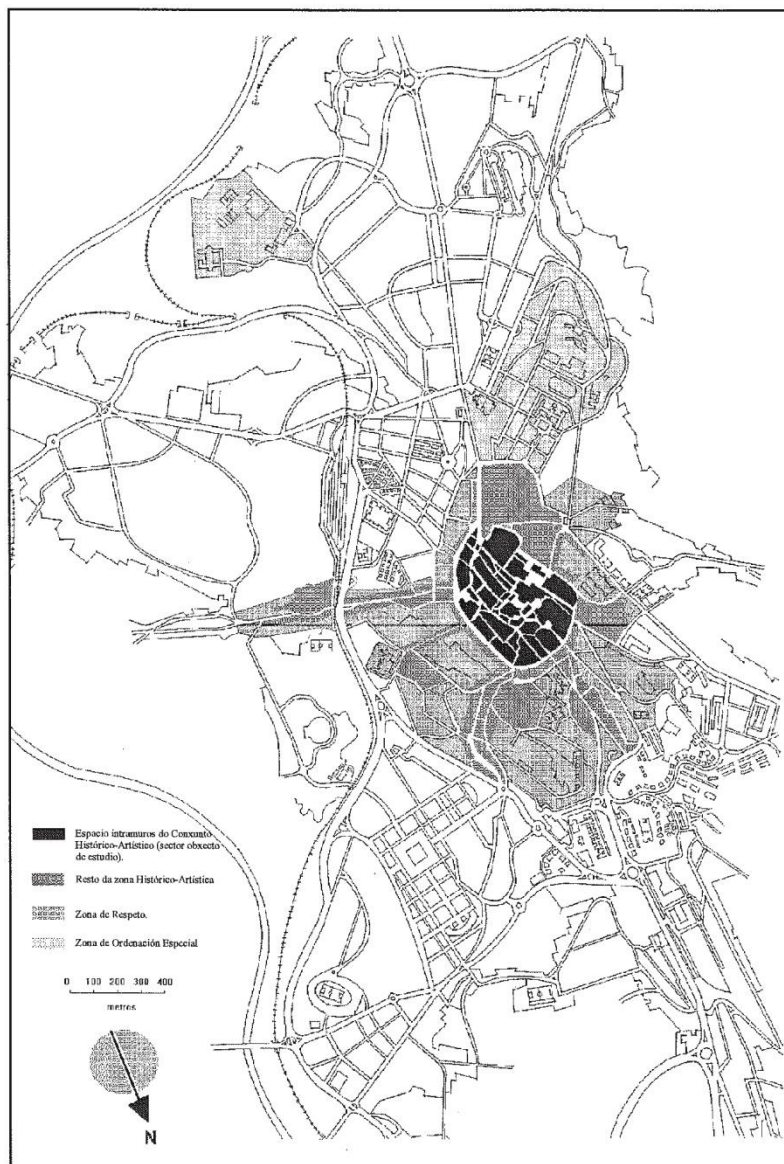 Espacio intramuros do Conxunto
Histórico-Artístico (sector obxecto
de estudio).
Resto da zona Histórico-Artística
Zona de Respeto.
Zona de Ordenación Especial
0 100 200 300 400
metros
N